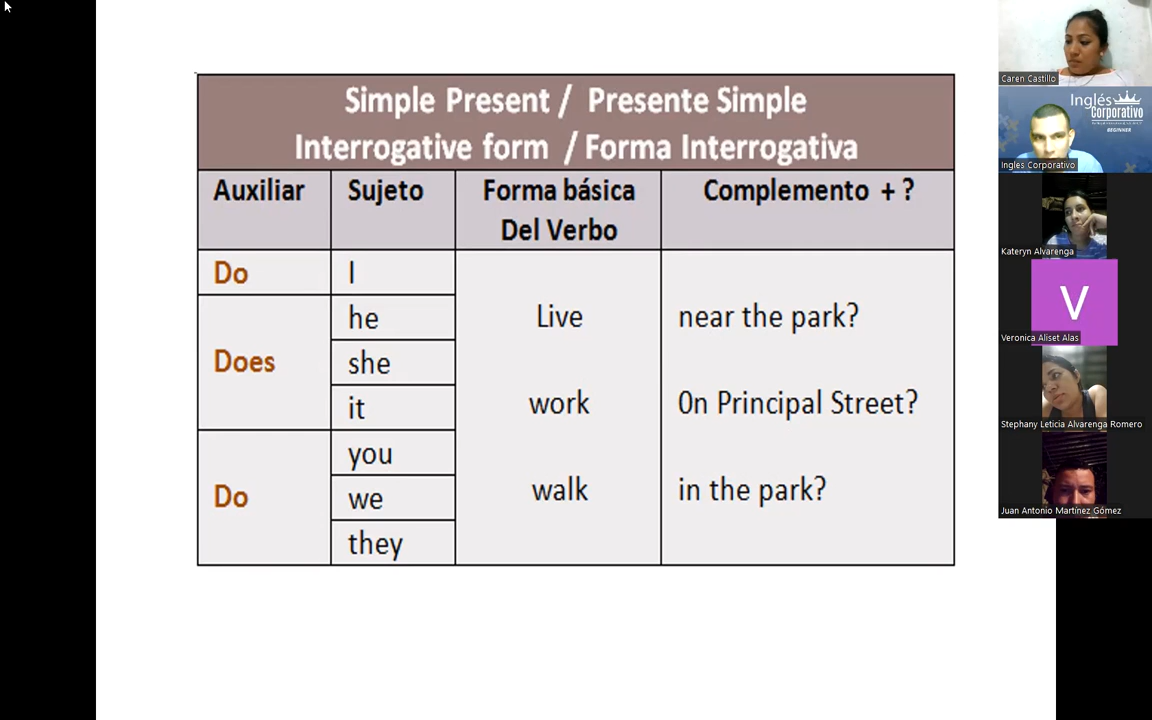 Simple Present / Presente Simple
Interrogative form / Forma Interrogativa
Auxiliar
Sujeto
Forma básica
Del Verbo
Complemento + ?
Do
I
he
Does
she
it
Do
you
we
they
Live
near the park?
work
On Principal Street?
walk
in the park?
Caren Castillo
Inglés
Corporativo
BEGINNER
Ingles Corporativo
Kateryn Alvarenga
V
Veronica Aliset Alas
Stephany Leticia Alvarenga Romero
Juan Antonio Martínez Gómez